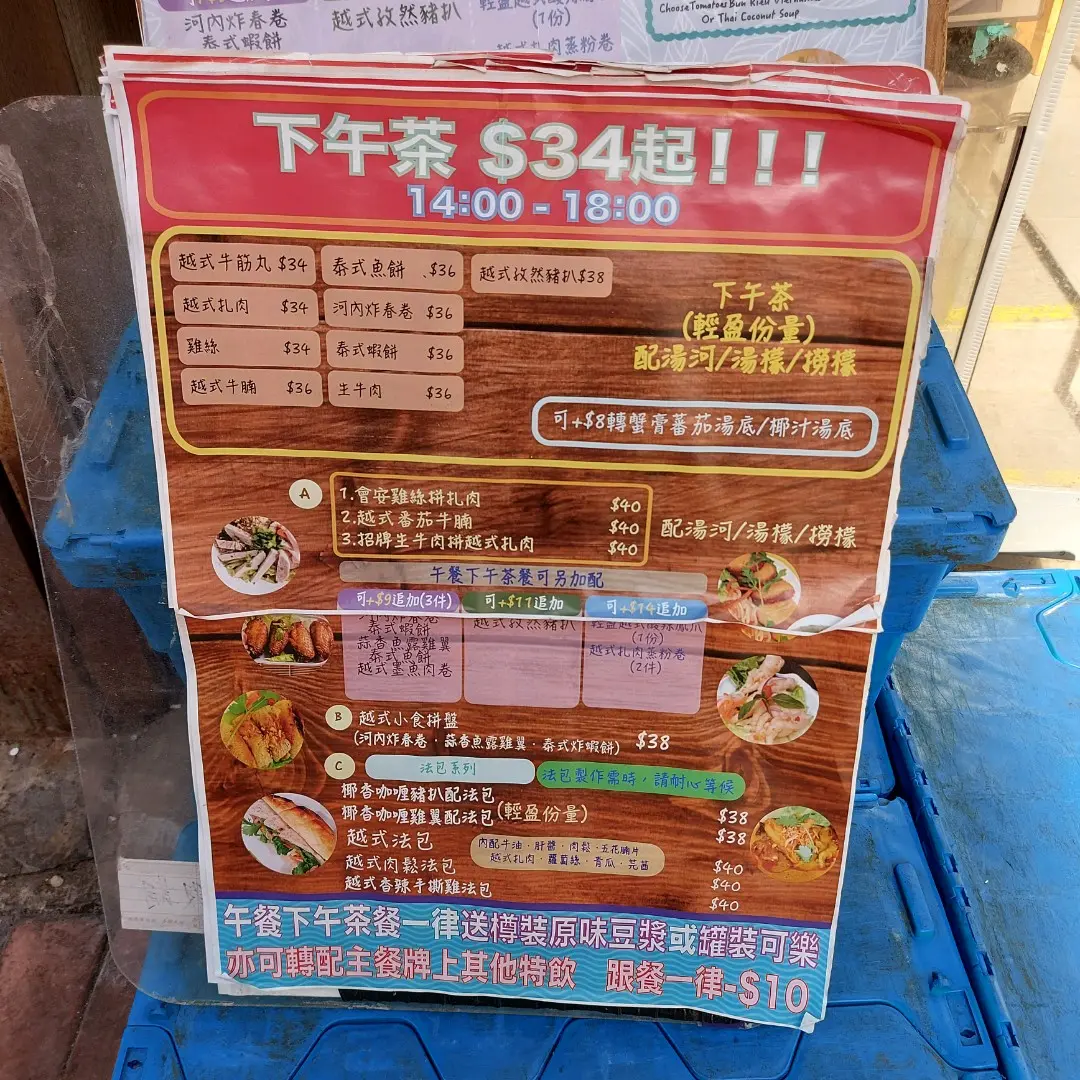 河內炸春卷
泰式蝦餅
越式孜然豬扒
(1份)
越式扎肉蒸粉卷
Or Thai Coconut Soup
下午茶 $34起!!!
14:00 - 18:00
越式牛筋丸 $34
泰式魚餅 $36
越式孜然豬扒$38
越式扎肉 $34
河內炸春卷 $36
雞絲 $34
泰式蝦餅 $36
越式牛腩 $36
生牛肉 $36
下午茶
(輕盈份量)
配湯河/湯檬/撈檬
可+$8轉蟹膏蕃茄湯底/椰汁湯底
A
1.會安雞絲拼扎肉 $40
2.越式番茄牛腩 $40
3.招牌生牛肉拼越式扎肉 $40
配湯河/湯檬/撈檬
午餐下午茶餐可另加配
可+$9追加(3件)
可+$11追加
可+$14追加
泰式蝦餅
蒜香魚露雞翼
泰式魚餅
越式墨魚肉卷
越式孜然豬扒
(1份)
越式扎肉蒸粉卷
(2件)
B 越式小食拼盤
(河內炸春卷．蒜香魚露雞翼．泰式炸蝦餅) $38
C 法包系列
法包製作需時，請耐心等候
椰香咖喱豬扒配法包 $38
椰香咖喱雞翼配法包(輕盈份量) $38
越式法包 $40
內配牛油．肝醬．肉鬆．五花腩片
越式扎肉．蘿蔔絲．青瓜．芫茜
越式肉鬆法包 $40
越式香辣手撕雞法包 $40
午餐下午茶餐一律送樽裝原味豆漿或罐裝可樂
亦可轉配主餐牌上其他特飲 跟餐一律-$10